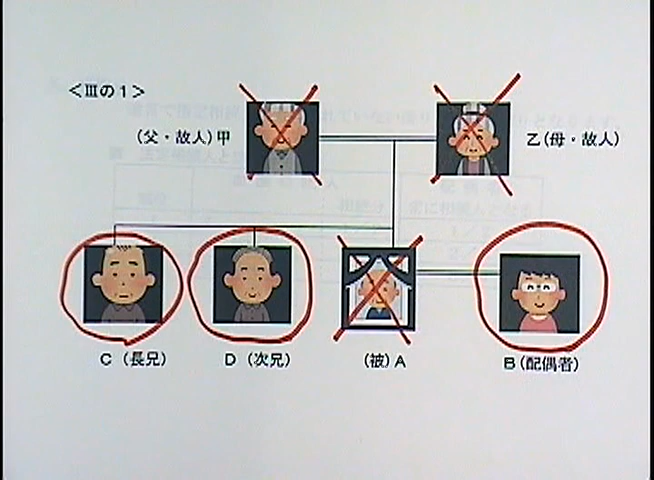 <Ⅲの1>
(父・故人)甲
乙(母・故人)
C (長兄)
D (次兄)
(被) A
B(配偶者)